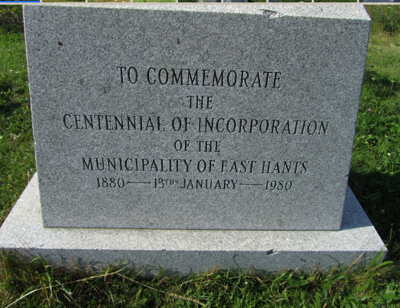 TO COMMEMORATE
THE
CENTENNIAL OF INCORPORATION
OF THE
MUNICIPALITY OF EAST HANTS
1880—13TH JANUARY—1980